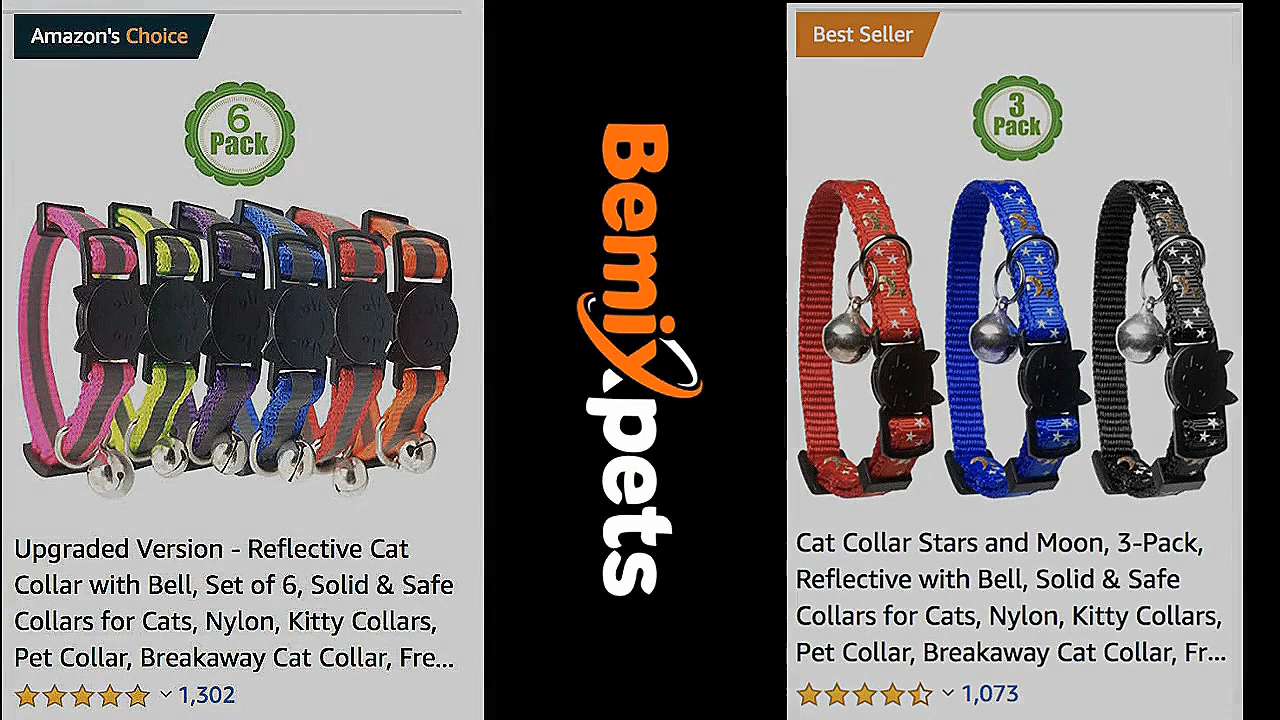 Amazon's Choice
6
Pack
Upgraded Version - Reflective Cat
Collar with Bell, Set of 6, Solid & Safe
Collars for Cats, Nylon, Kitty Collars,
Pet Collar, Breakaway Cat Collar, Fre...
1,302
Bemixpets
Best Seller
3
Pack
Cat Collar Stars and Moon, 3-Pack,
Reflective with Bell, Solid & Safe
Collars for Cats, Nylon, Kitty Collars,
Pet Collar, Breakaway Cat Collar, Fr...
1,073